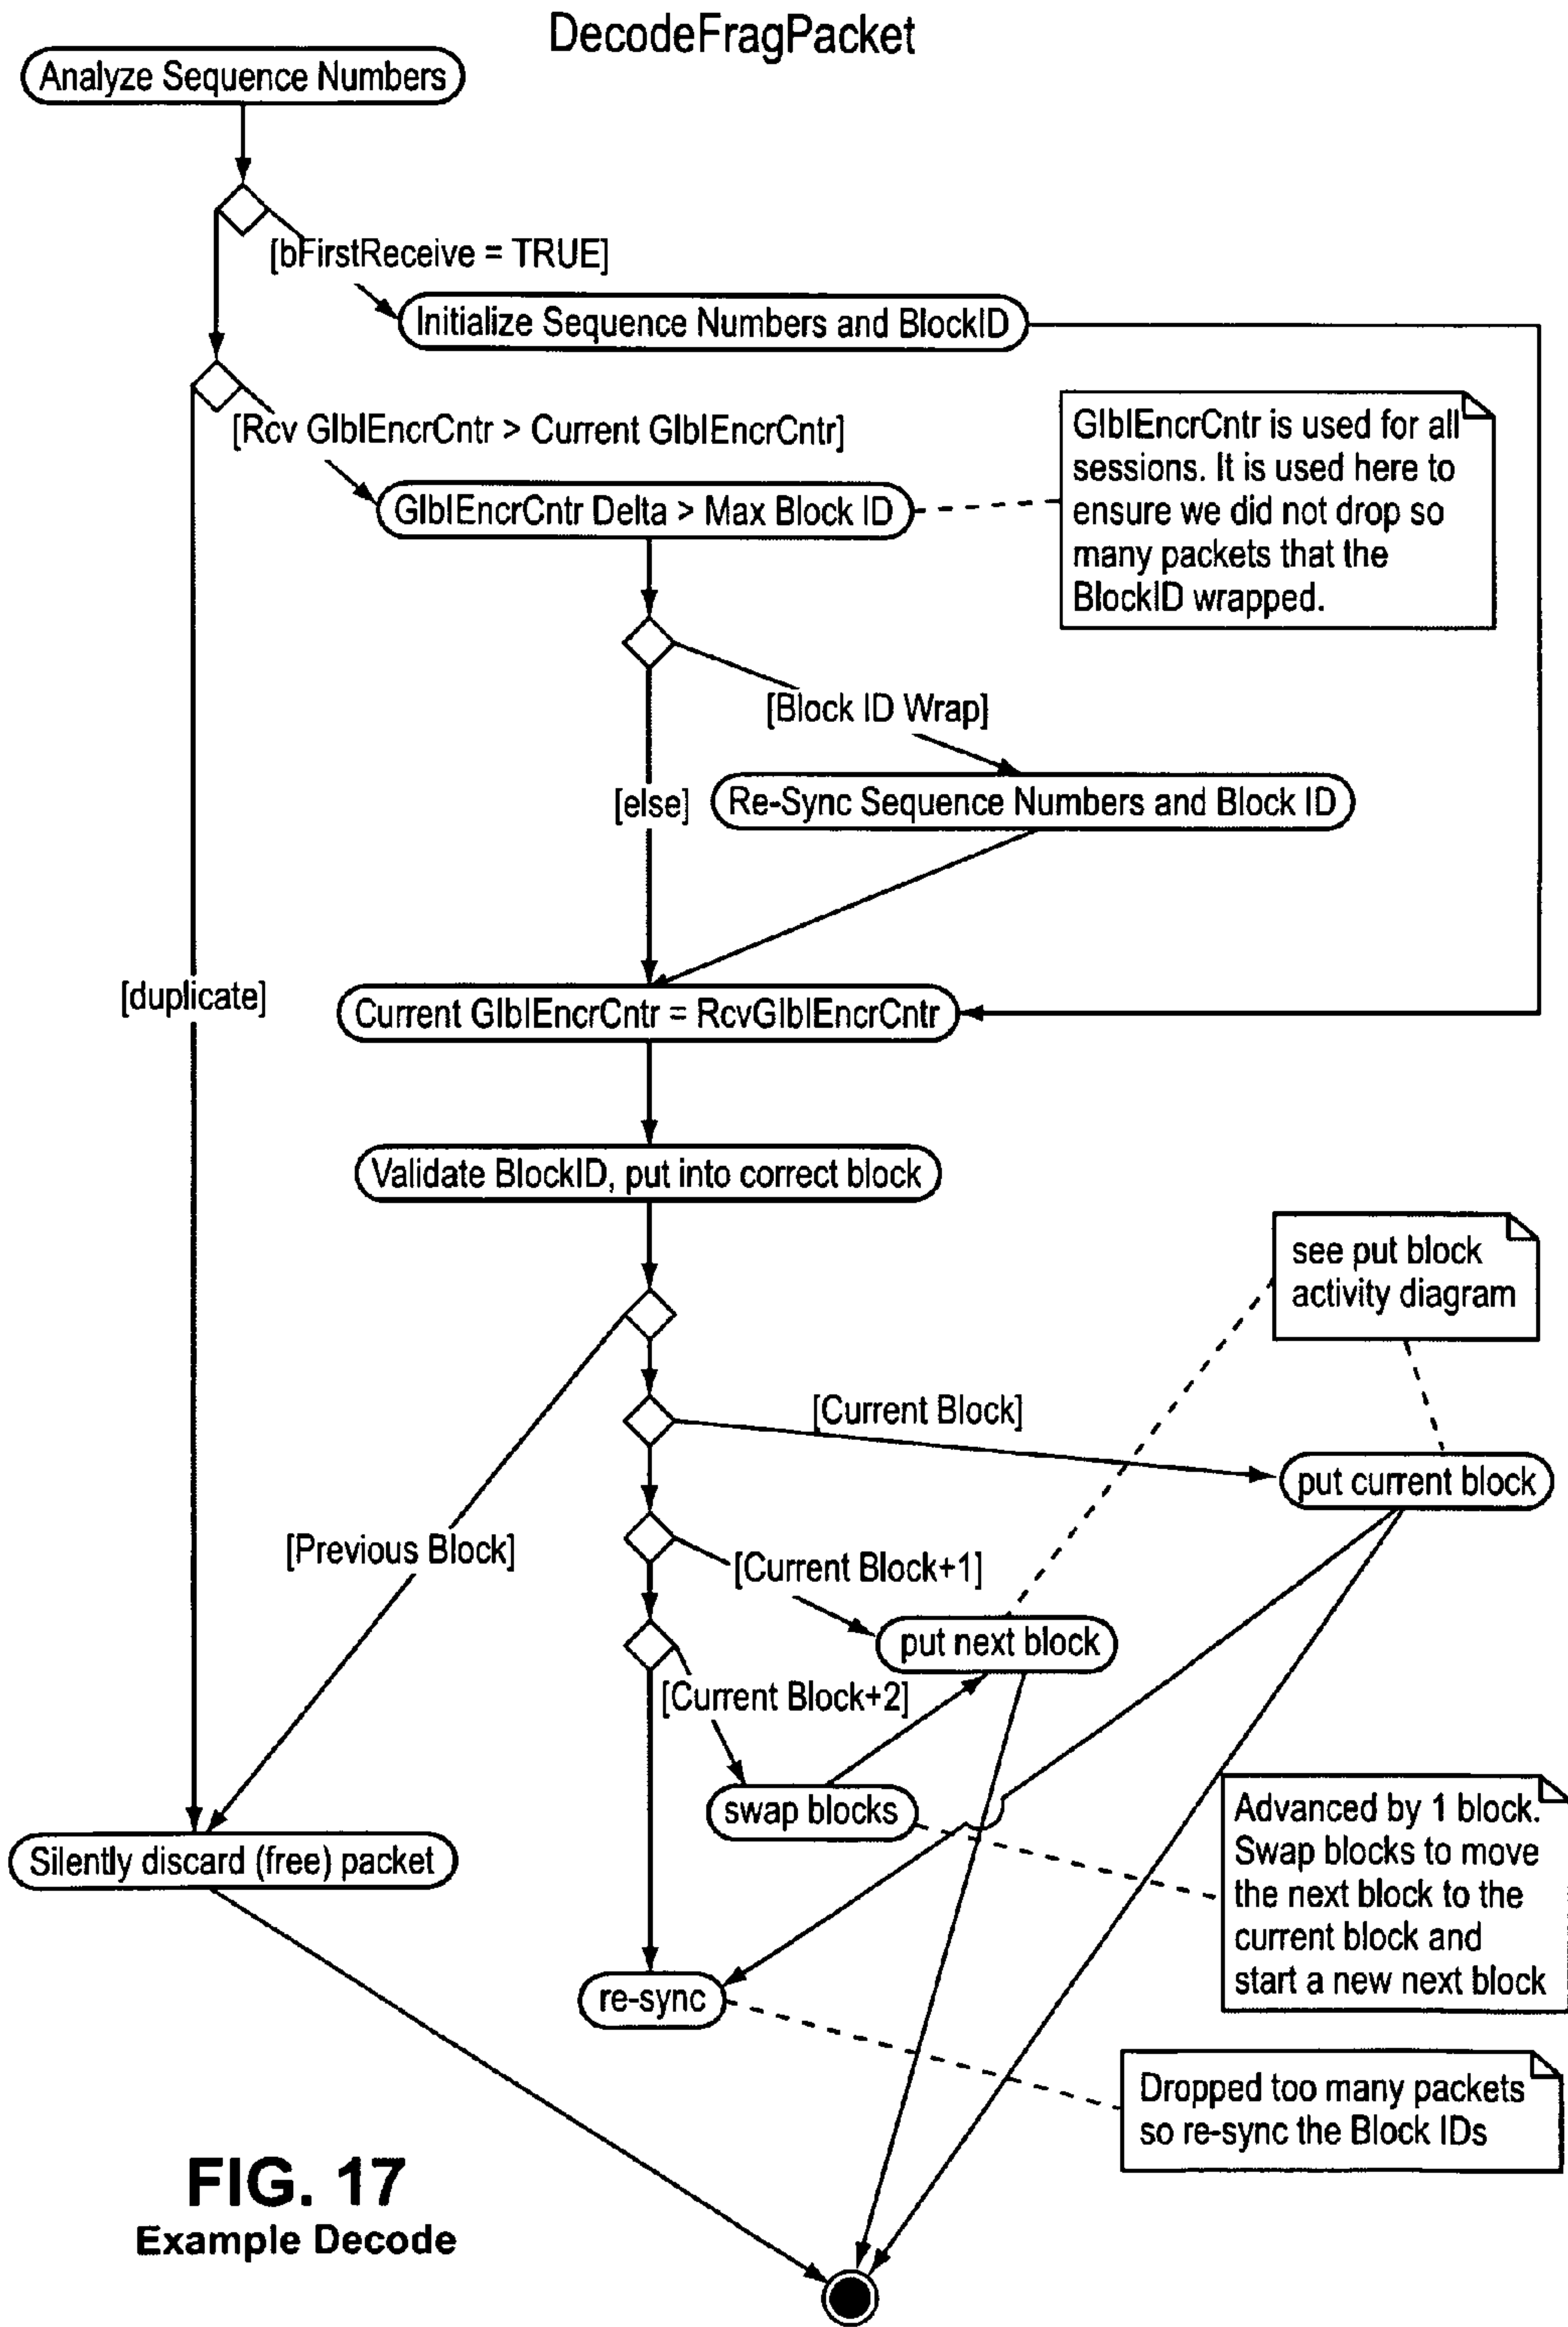 DecodeFragPacket
Analyze Sequence Numbers
[bFirstReceive = TRUE]
Initialize Sequence Numbers and BlockID
[Rcv GlblEncrCntr > Current GlblEncrCntr]
GlblEncrCntr is used for all
sessions. It is used here to
ensure we did not drop so
many packets that the
BlockID wrapped.
GlblEncrCntr Delta > Max Block ID
[Block ID Wrap]
[else]
Re-Sync Sequence Numbers and Block ID
[duplicate]
Current GlblEncrCntr = RcvGlblEncrCntr
Validate BlockID, put into correct block
see put block
activity diagram
[Current Block]
put current block
[Previous Block]
[Current Block+1]
put next block
[Current Block+2]
swap blocks
Advanced by 1 block.
Swap blocks to move
the next block to the
current block and
start a new next block
Silently discard (free) packet
re-sync
Dropped too many packets
so re-sync the Block IDs
FIG. 17
Example Decode